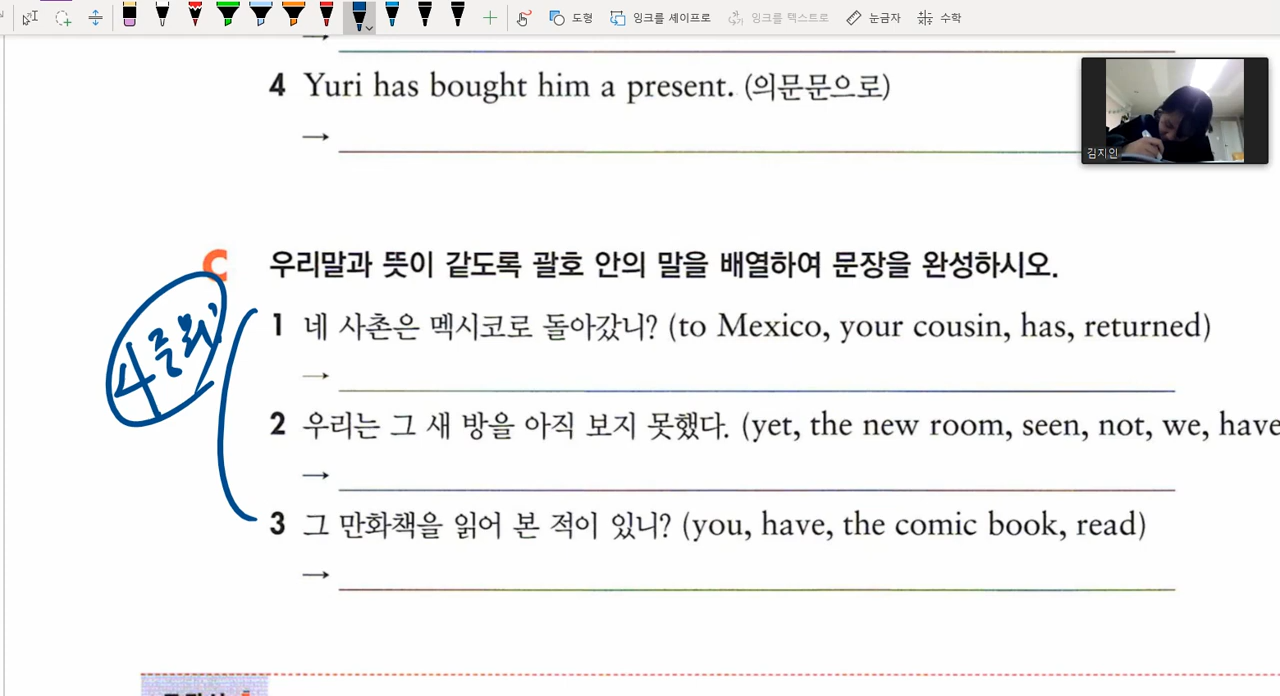 도형 잉크를 셰이프로 잉크를 텍스트로 눈금자 수학
→
4 Yuri has bought him a present. (의문문으로)
→
김지인
C 우리말과 뜻이 같도록 괄호 안의 말을 배열하여 문장을 완성하시오.
1 네 사촌은 멕시코로 돌아갔니? (to Mexico, your cousin, has, returned)
→
2 우리는 그 새 방을 아직 보지 못했다. (yet, the new room, seen, not, we, have
→
3 그 만화책을 읽어 본 적이 있니? (you, have, the comic book, read)
→